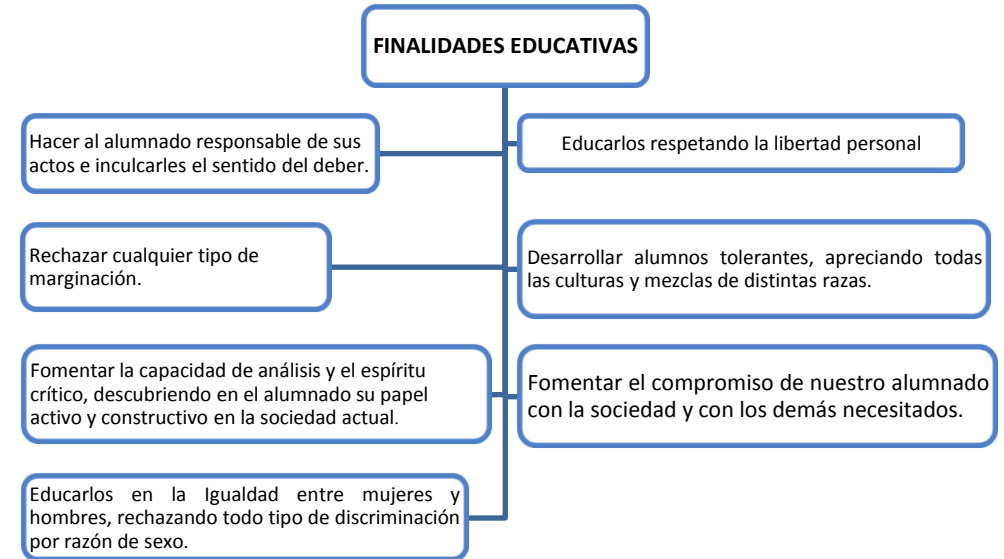 FINALIDADES EDUCATIVAS
Hacer al alumnado responsable de sus
actos e inculcarles el sentido del deber.
Educarlos respetando la libertad personal
Rechazar cualquier tipo de
marginación.
Desarrollar alumnos tolerantes, apreciando todas
las culturas y mezclas de distintas razas.
Fomentar la capacidad de análisis y el espíritu
crítico, descubriendo en el alumnado su papel
activo y constructivo en la sociedad actual.
Fomentar el compromiso de nuestro alumnado
con la sociedad y con los demás necesitados.
Educarlos en la Igualdad entre mujeres y
hombres, rechazando todo tipo de discriminación
por razón de sexo.